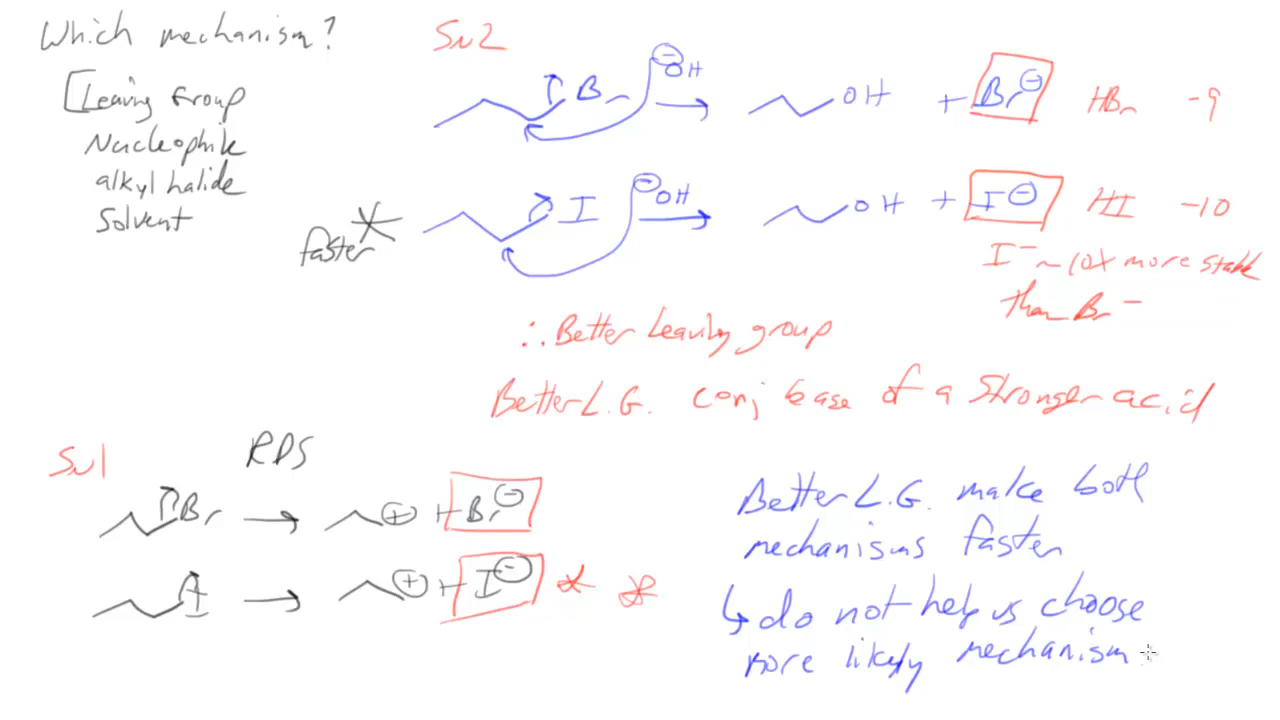 Which mechanism?
Leaving Group
Nucleophile
alkyl halide
Solvent
SN2
Br ⊖OH OH + Br⊖ HBr -9
I ⊖OH OH + I⊖ HI -10
faster
I⁻ ~10x more stable
than Br⁻
∴ Better Leaving group
Better L.G. conj base of a stronger acid
SN1 RDS
Br ⊕ + Br⊖
I ⊕ + I⊖
Better L.G. make both
mechanisms faster
↳ do not help us choose
more likely mechanism